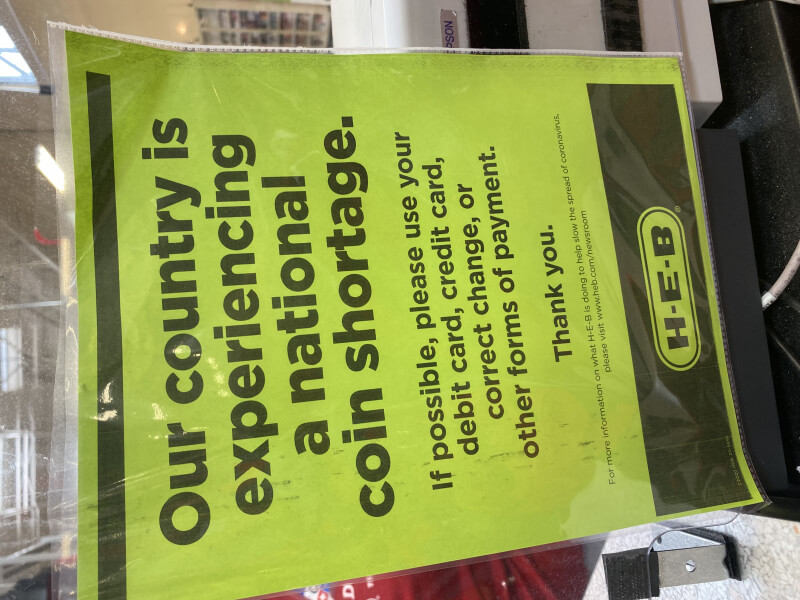 Our country is
experiencing
a national
coin shortage.
If possible, please use your
debit card, credit card,
correct change, or
other forms of payment.
Thank you.
For more information on what H-E-B is doing to help slow the spread of coronavirus,
please visit www.heb.com/newsroom
H-E-B®